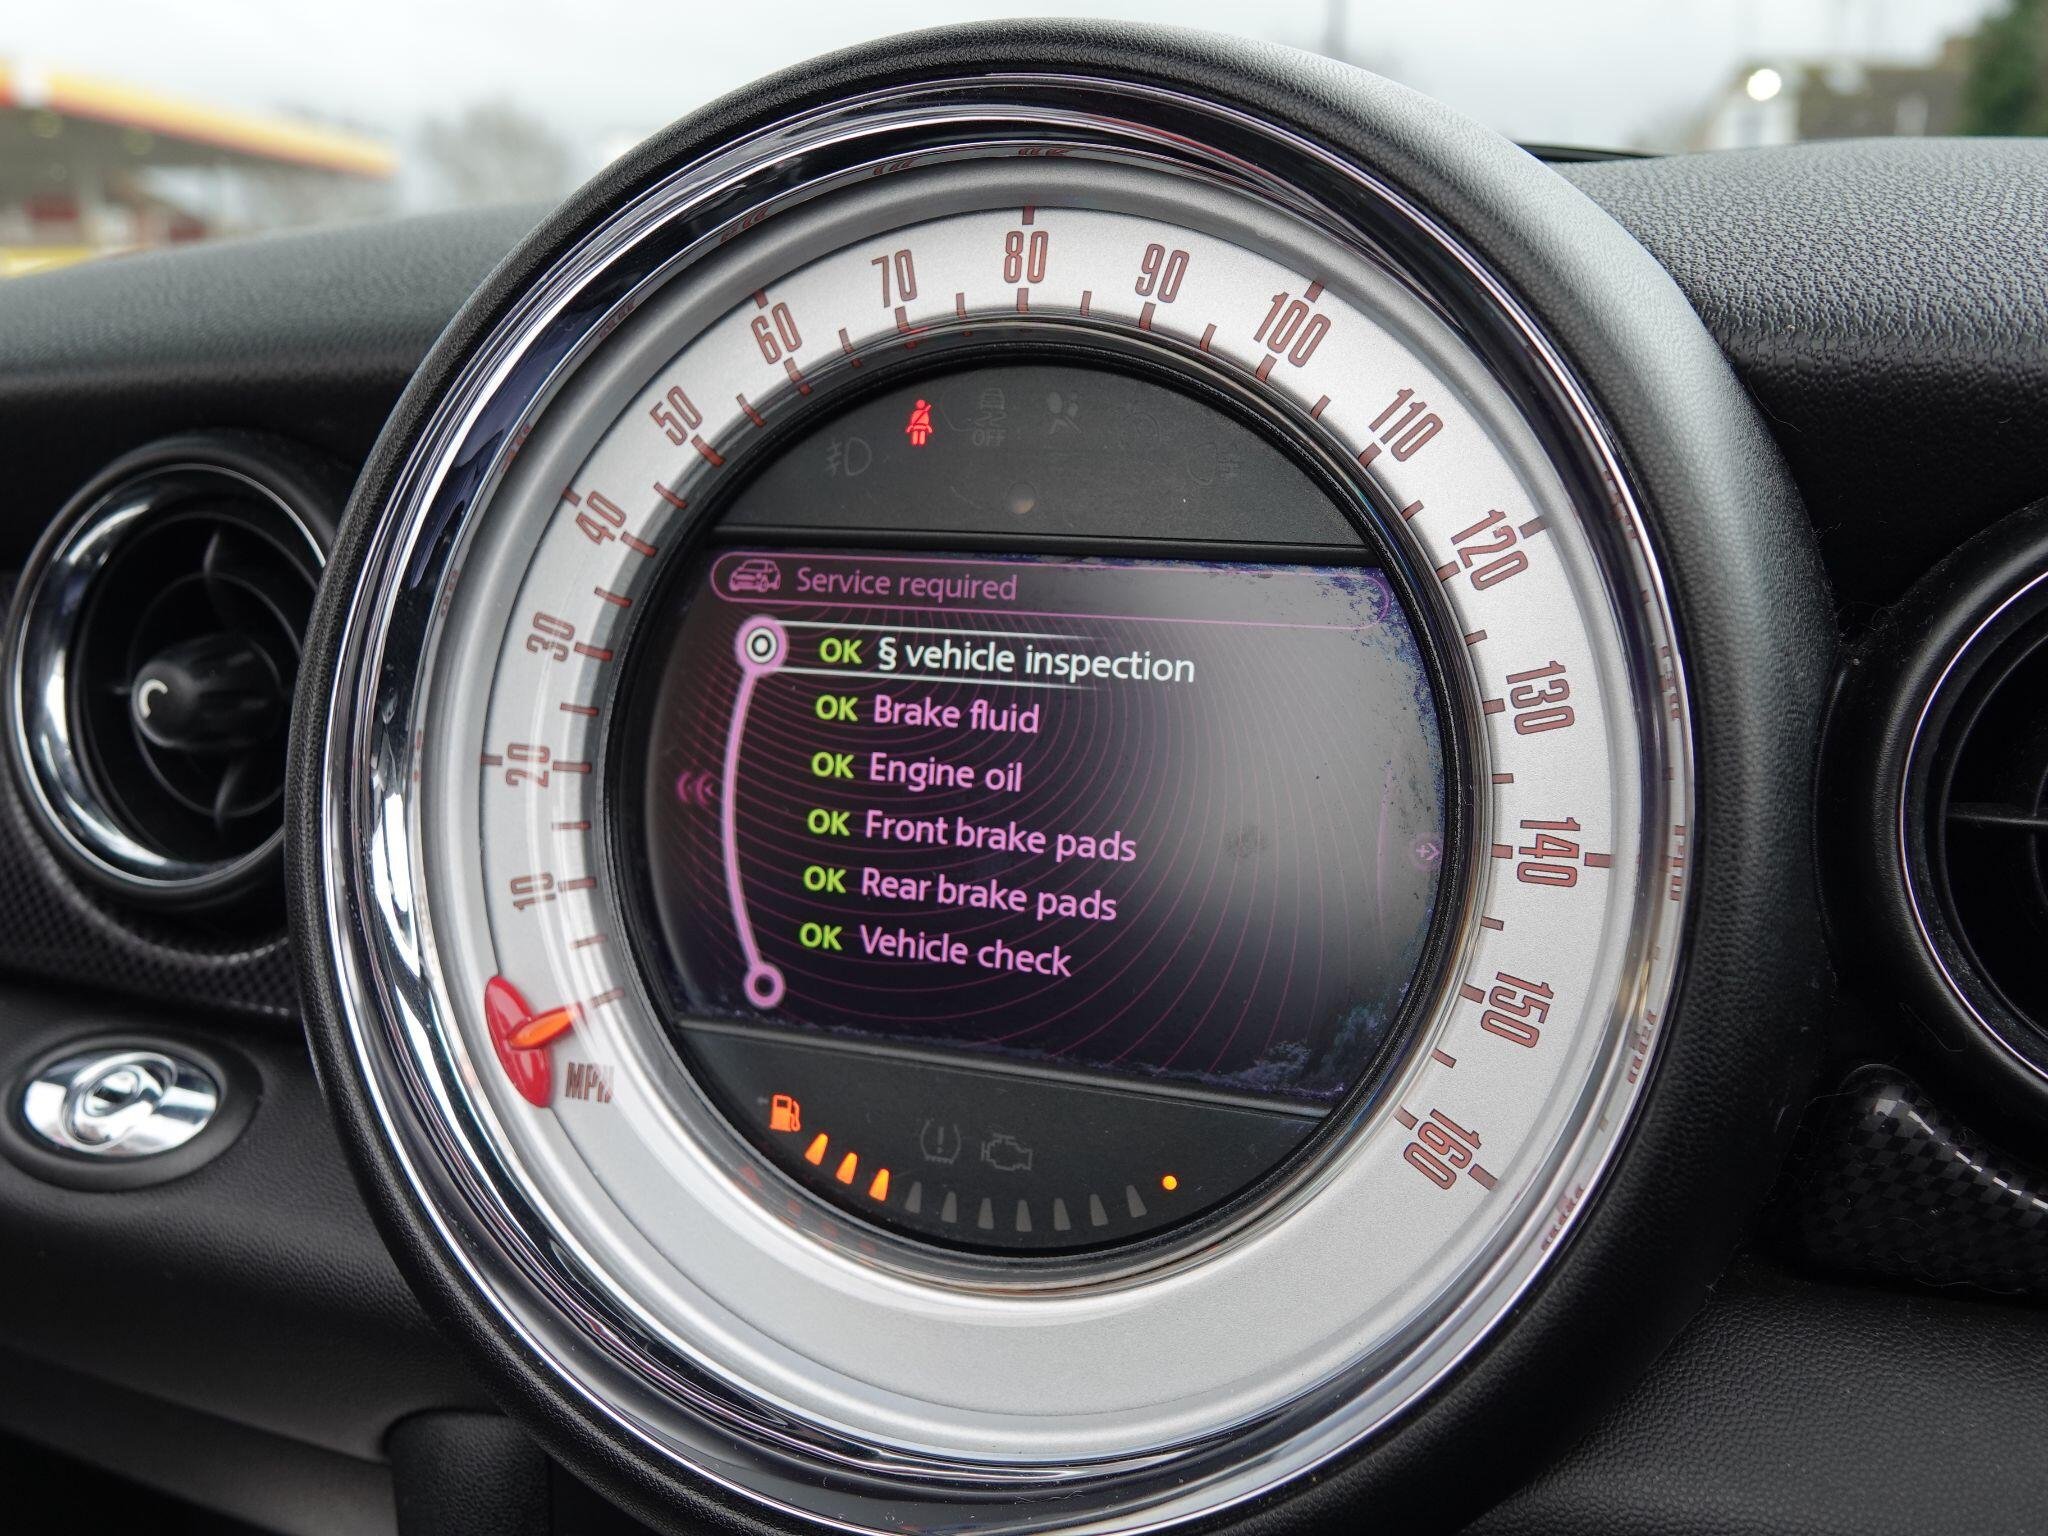 10
20
30
40
50
60
70
80
90
100
110
120
130
140
150
160
OFF
Service required
OK § vehicle inspection
OK Brake fluid
OK Engine oil
OK Front brake pads
OK Rear brake pads
OK Vehicle check
MPH